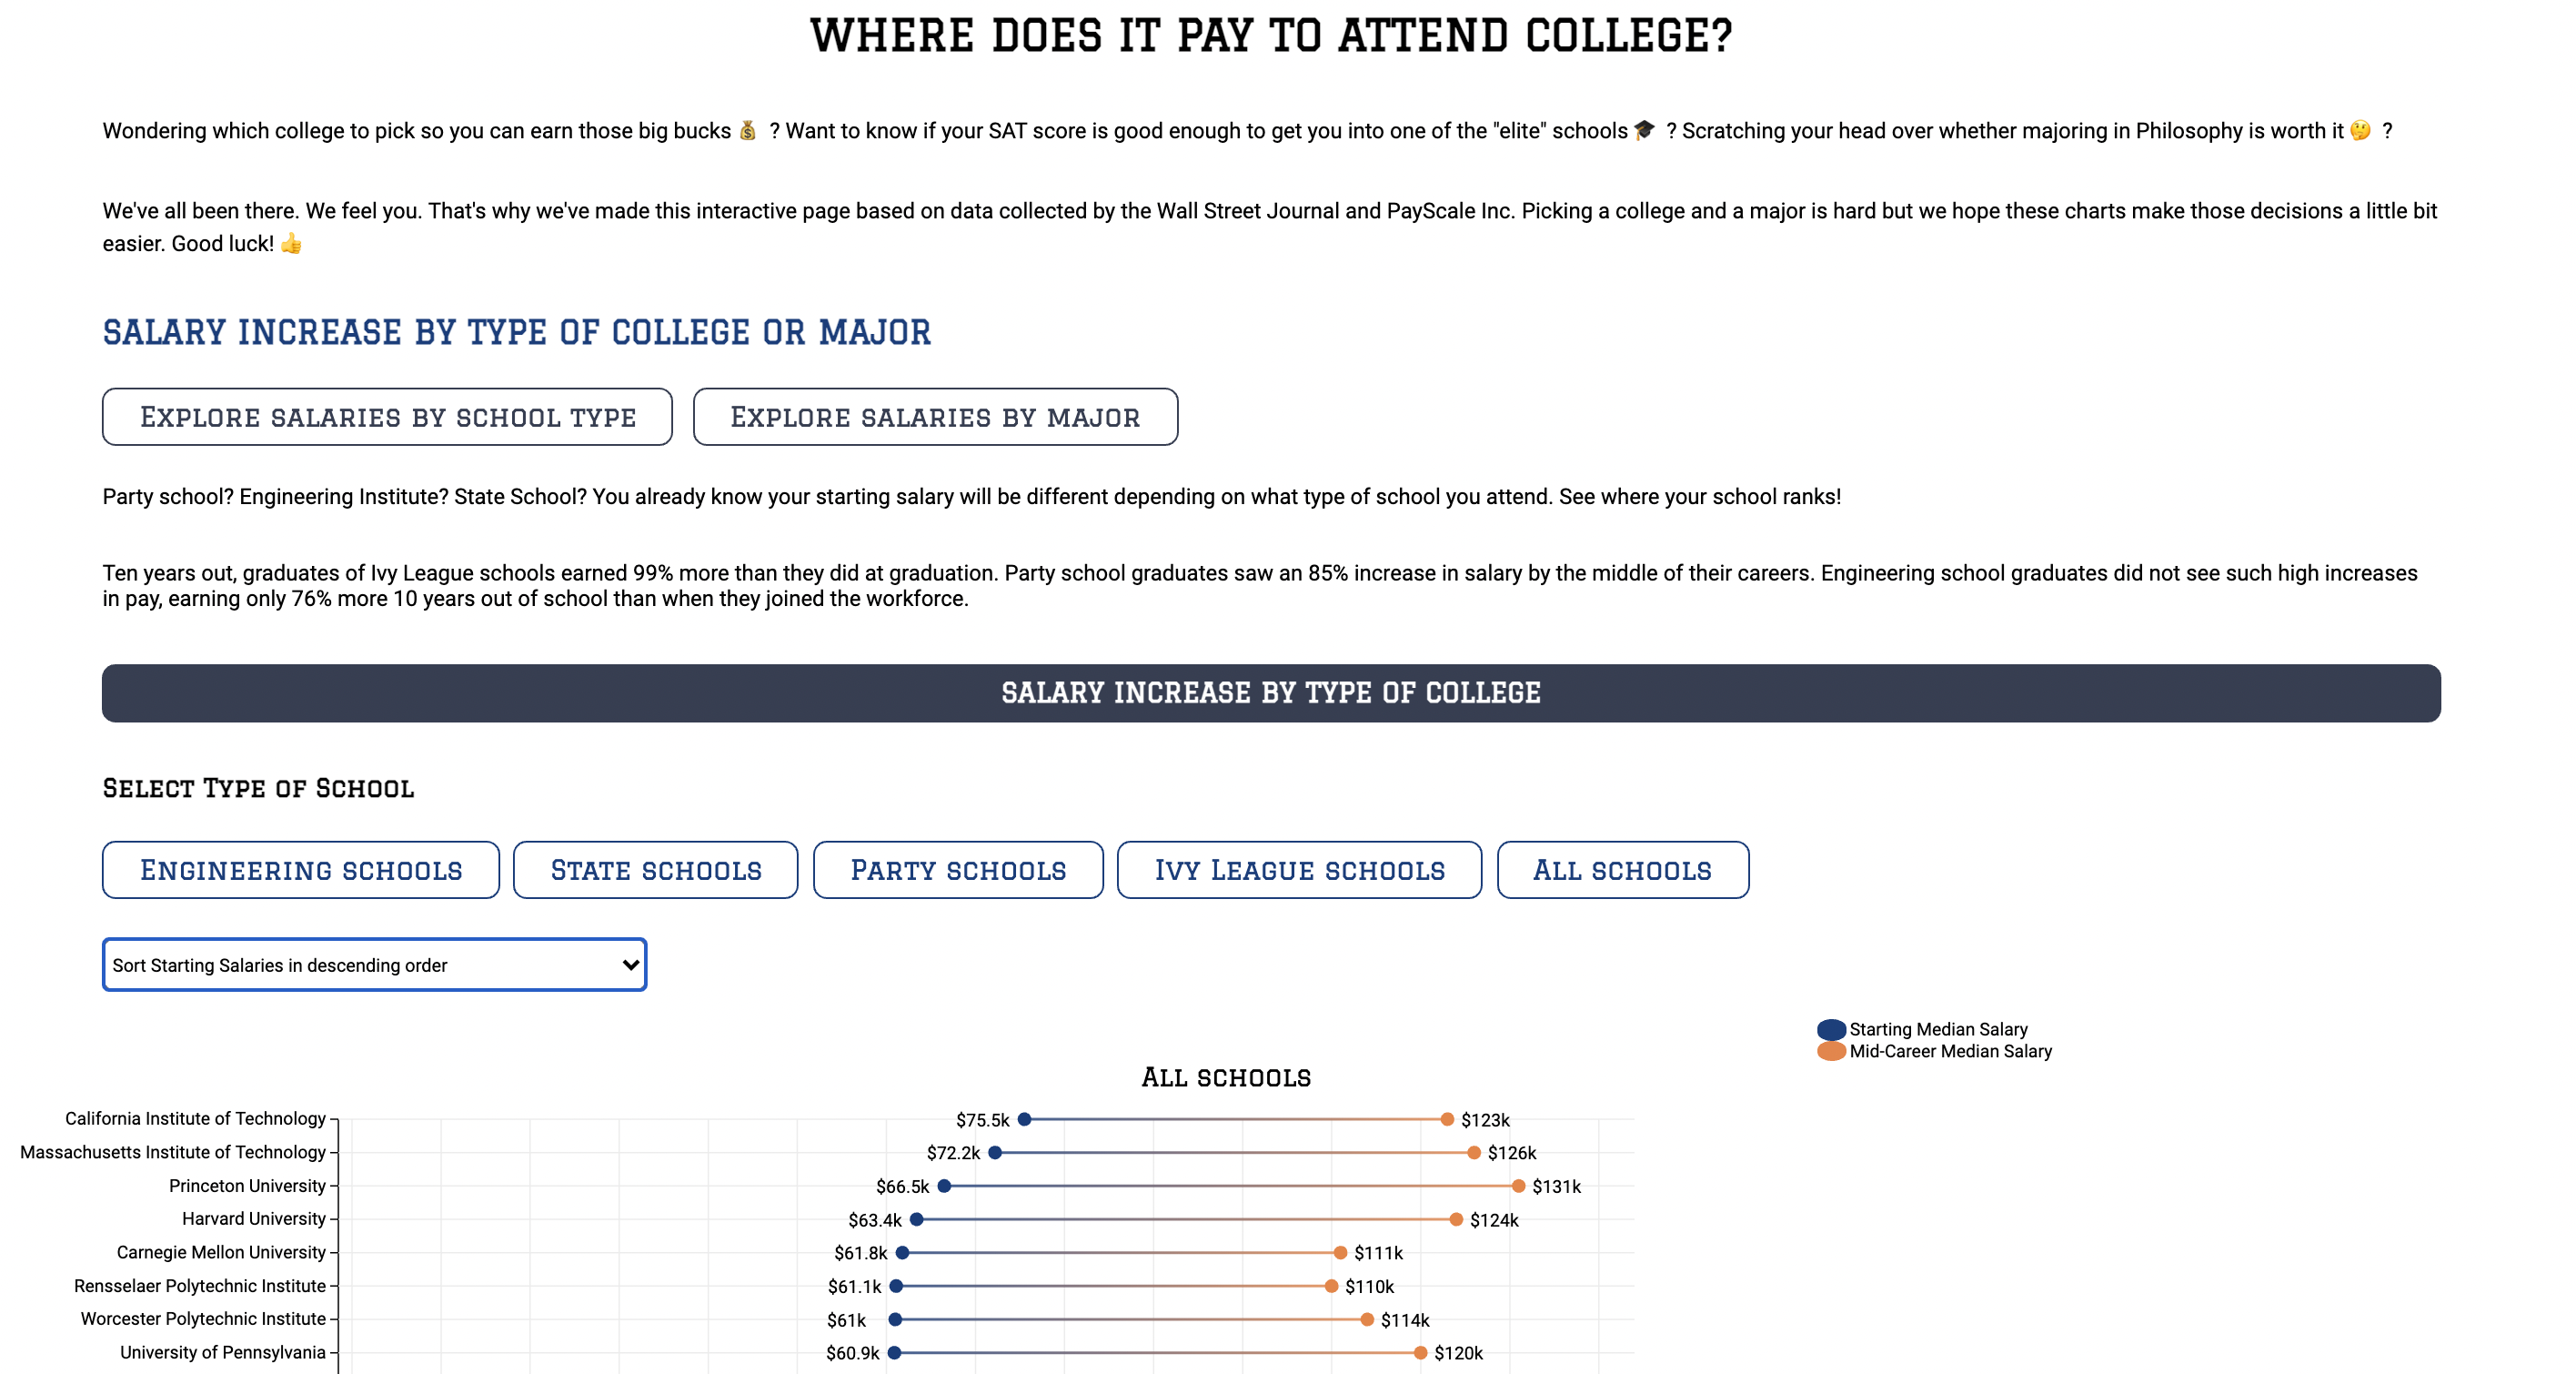 WHERE DOES IT PAY TO ATTEND COLLEGE?
Wondering which college to pick so you can earn those big bucks 💰 ? Want to know if your SAT score is good enough to get you into one of the "elite" schools 🎓 ? Scratching your head over whether majoring in Philosophy is worth it 🤔 ?
We've all been there. We feel you. That's why we've made this interactive page based on data collected by the Wall Street Journal and PayScale Inc. Picking a college and a major is hard but we hope these charts make those decisions a little bit
easier. Good luck! 👍
SALARY INCREASE BY TYPE OF COLLEGE OR MAJOR
Explore salaries by school type
Explore salaries by major
Party school? Engineering Institute? State School? You already know your starting salary will be different depending on what type of school you attend. See where your school ranks!
Ten years out, graduates of Ivy League schools earned 99% more than they did at graduation. Party school graduates saw an 85% increase in salary by the middle of their careers. Engineering school graduates did not see such high increases
in pay, earning only 76% more 10 years out of school than when they joined the workforce.
SALARY INCREASE BY TYPE OF COLLEGE
Select Type of School
Engineering schools
State schools
Party schools
Ivy League schools
All schools
Sort Starting Salaries in descending order
Starting Median Salary
Mid-Career Median Salary
All schools
California Institute of Technology $75.5k $123k
Massachusetts Institute of Technology $72.2k $126k
Princeton University $66.5k $131k
Harvard University $63.4k $124k
Carnegie Mellon University $61.8k $111k
Rensselaer Polytechnic Institute $61.1k $110k
Worcester Polytechnic Institute $61k $114k
University of Pennsylvania $60.9k $120k